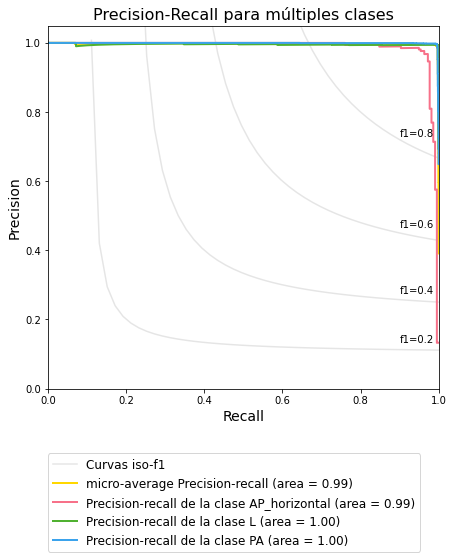 Precision-Recall para múltiples clases
Precision
1.0
0.8
0.6
0.4
0.2
0.0
f1=0.8
f1=0.6
f1=0.4
f1=0.2
0.0 0.2 0.4 0.6 0.8 1.0
Recall
Curvas iso-f1
micro-average Precision-recall (area = 0.99)
Precision-recall de la clase AP_horizontal (area = 0.99)
Precision-recall de la clase L (area = 1.00)
Precision-recall de la clase PA (area = 1.00)